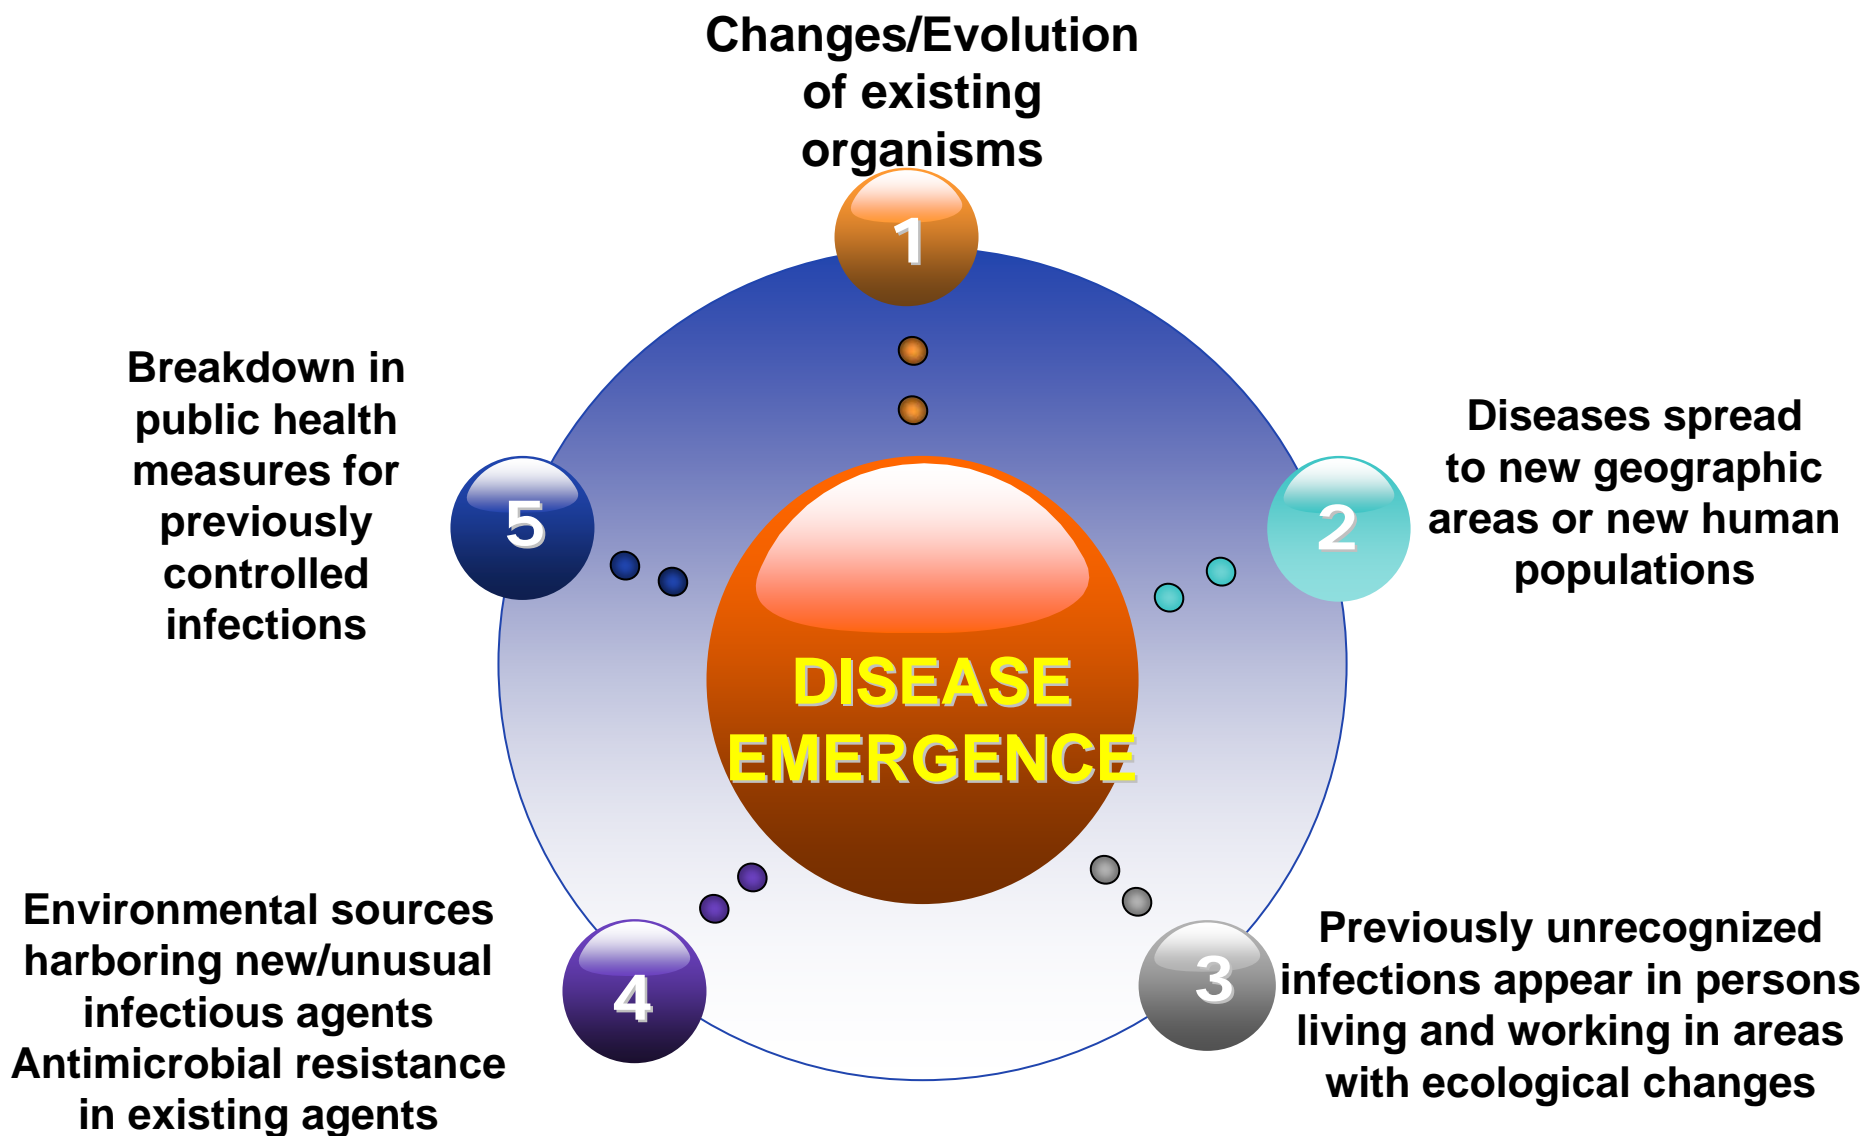 Changes/Evolution
of existing
organisms
1
Breakdown in
public health
measures for
previously
controlled
infections
5
2
Diseases spread
to new geographic
areas or new human
populations
DISEASE
EMERGENCE
Environmental sources
harboring new/unusual
infectious agents
Antimicrobial resistance
in existing agents
4
3
Previously unrecognized
infections appear in persons
living and working in areas
with ecological changes